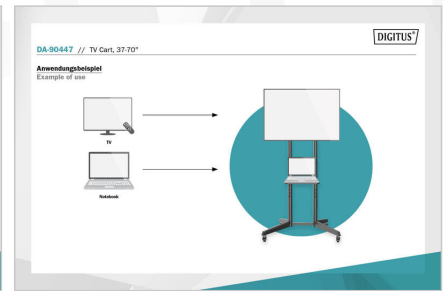 DIGITUS®
DA-90447 // TV Cart, 37-70"
Anwendungsbeispiel
Example of use
TV
Notebook